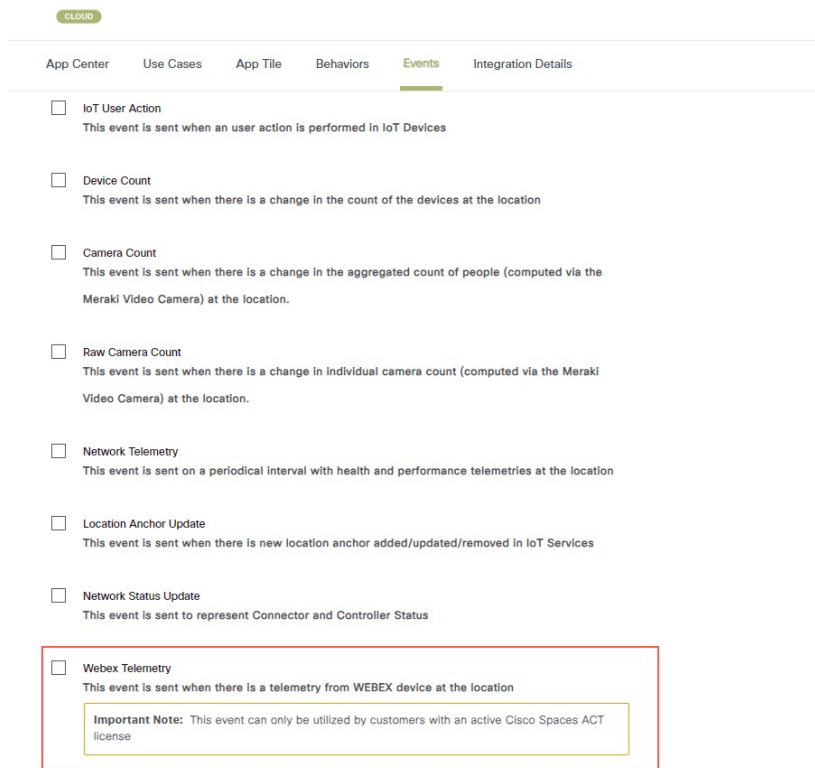 CLOUD
App Center Use Cases App Tile Behaviors Events Integration Details
IoT User Action
This event is sent when an user action is performed in IoT Devices
Device Count
This event is sent when there is a change in the count of the devices at the location
Camera Count
This event is sent when there is a change in the aggregated count of people (computed via the
Meraki Video Camera) at the location.
Raw Camera Count
This event is sent when there is a change in individual camera count (computed via the Meraki
Video Camera) at the location.
Network Telemetry
This event is sent on a periodical interval with health and performance telemetries at the location
Location Anchor Update
This event is sent when there is new location anchor added/updated/removed in IoT Services
Network Status Update
This event is sent to represent Connector and Controller Status
Webex Telemetry
This event is sent when there is a telemetry from WEBEX device at the location
Important Note: This event can only be utilized by customers with an active Cisco Spaces ACT
license